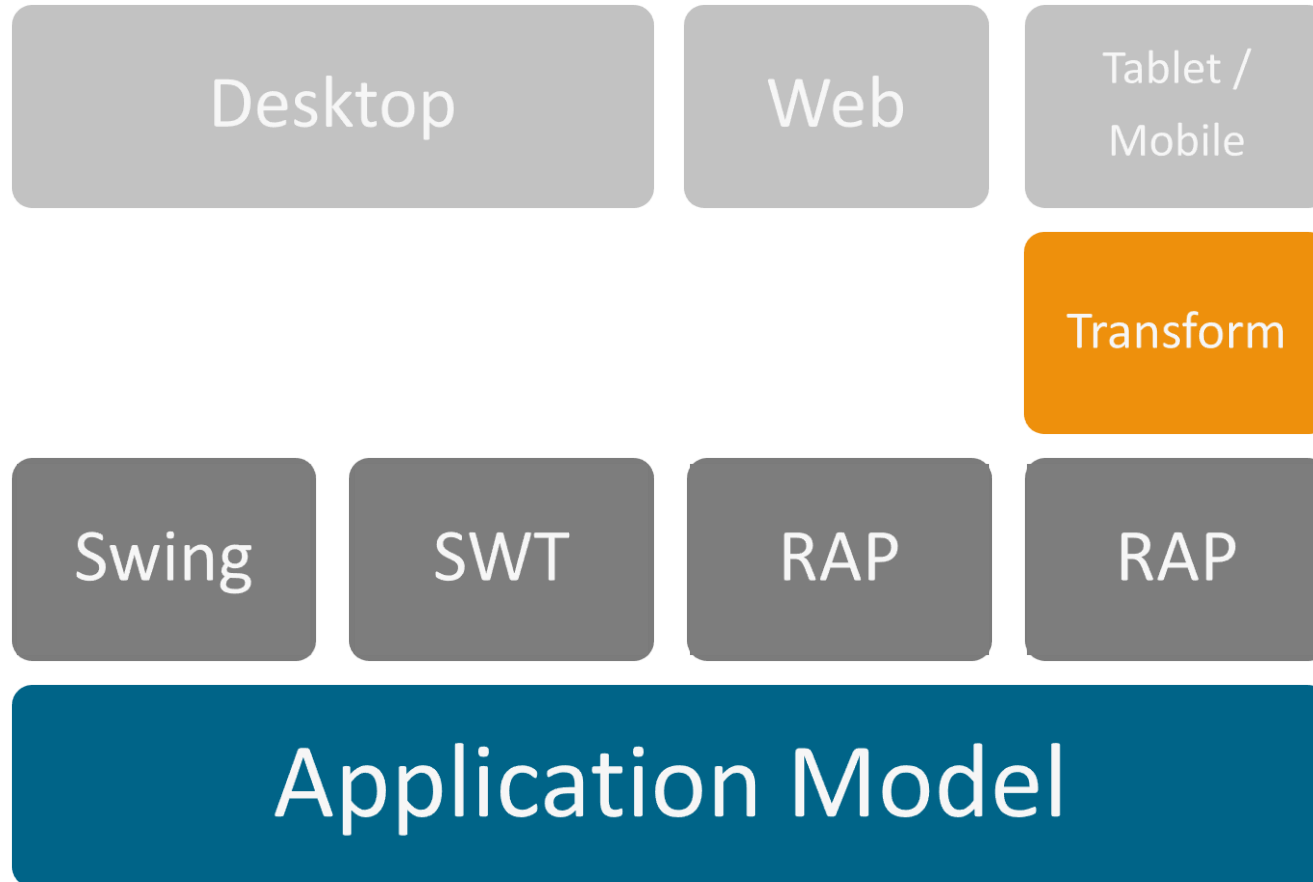 Desktop
Web
Tablet /
Mobile
Transform
Swing
SWT
RAP
RAP
Application Model